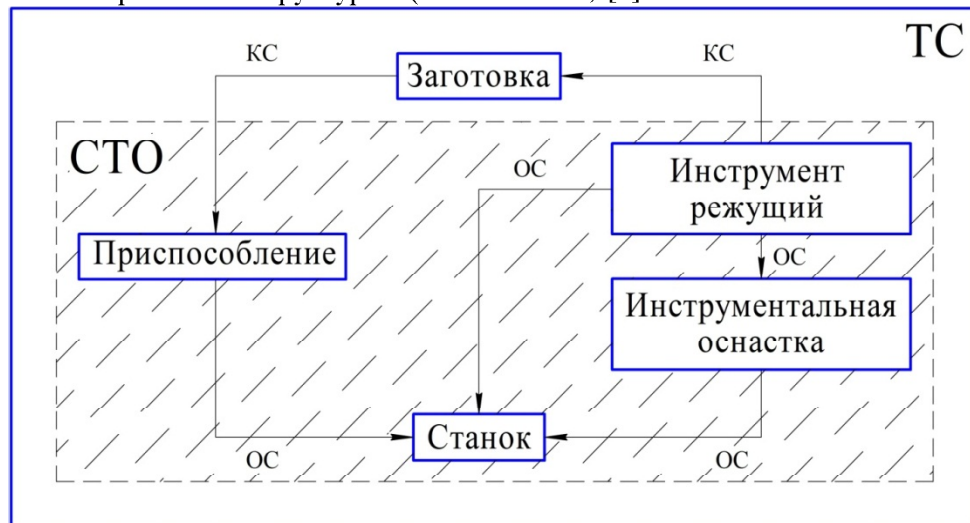 ТС
КС
Заготовка
КС
СТО
ОС
Инструмент
режущий
Приспособление
ОС
Инструментальная
оснастка
Станок
ОС
ОС